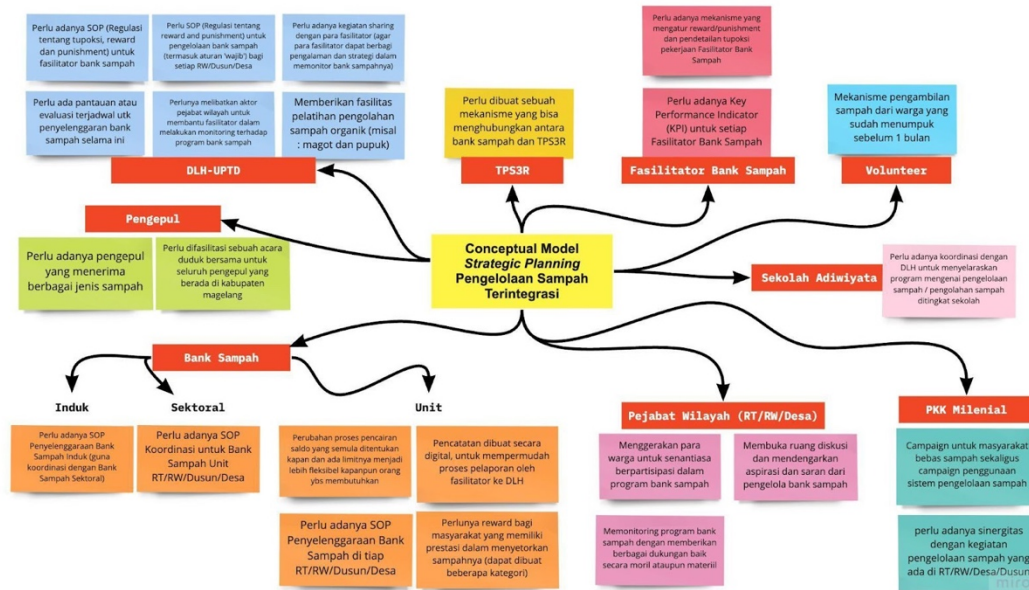 Perlu adanya SOP (Regulasi
tentang tupoksi, reward
dan punishment) untuk
fasilitator bank sampah
Perlu SOP (Regulasi tentang
reward and punishment) untuk
pengelolaan bank sampah
(termasuk aturan 'wajib') bagi
setiap RW/Dusun/Desa
Perlu adanya kegiatan sharing
dengan para fasilitator (agar
para fasilitator dapat berbagi
pengalaman dan strategi dalam
memonitor bank sampahnya)
Perlu ada pantauan atau
evaluasi terjadwal utk
penyelenggaran bank
sampah selama ini
Perlunya melibatkan aktor
pejabat wilayah untuk
membantu fasilitator dalam
melakukan monitoring terhadap
program bank sampah
Memberikan fasilitas
pelatihan pengolahan
sampah organik (misal
: magot dan pupuk)
DLH-UPTD
Perlu dibuat sebuah
mekanisme yang bisa
menghubungkan antara
bank sampah dan TPS3R
TPS3R
Perlu adanya mekanisme yang
mengatur reward/punishment
dan pendetailan tupoksi
pekerjaan Fasilitator Bank
Sampah
Perlu adanya Key
Performance Indicator
(KPI) untuk setiap
Fasilitator Bank Sampah
Fasilitator Bank Sampah
Mekanisme pengambilan
sampah dari warga yang
sudah menumpuk
sebelum 1 bulan
Volunteer
Pengepul
Perlu adanya pengepul
yang menerima
berbagai jenis sampah
Perlu difasilitasi sebuah acara
duduk bersama untuk
seluruh pengepul yang
berada di kabupaten
magelang
Conceptual Model
Strategic Planning
Pengelolaan Sampah
Terintegrasi
Sekolah Adiwiyata
Perlu adanya koordinasi dengan
DLH untuk menyelaraskan
program mengenai pengelolaan
sampah / pengolahan sampah
ditingkat sekolah
Bank Sampah
Induk
Sektoral
Unit
Perlu adanya SOP
Penyelenggaraan Bank
Sampah Induk (guna
koordinasi dengan Bank
Sampah Sektoral)
Perlu adanya SOP
Koordinasi untuk Bank
Sampah Unit
RT/RW/Dusun/Desa
Perubahan proses pencairan
saldo yang semula ditentukan
kapan dan ada limitnya menjadi
lebih fleksibel kapanpun orang
ybs membutuhkan
Pencatatan dibuat secara
digital, untuk mempermudah
proses pelaporan oleh
fasilitator ke DLH
Perlu adanya SOP
Penyelenggaraan Bank
Sampah di tiap
RT/RW/Dusun/Desa
Perlunya reward bagi
masyarakat yang memiliki
prestasi dalam menyetorkan
sampahnya (dapat dibuat
beberapa kategori)
Pejabat Wilayah (RT/RW/Desa)
Menggerakan para
warga untuk senantiasa
berpartisipasi dalam
program bank sampah
Membuka ruang diskusi
dan mendengarkan
aspirasi dan saran dari
pengelola bank sampah
Memonitoring program bank
sampah dengan memberikan
berbagai dukungan baik
secara moril ataupun materiil
PKK Milenial
Campaign untuk masyarakat
bebas sampah sekaligus
campaign penggunaan
sistem pengelolaan sampah
perlu adanya sinergitas
dengan kegiatan
pengelolaan sampah yang
ada di RT/RW/Desa/Dusun
miro